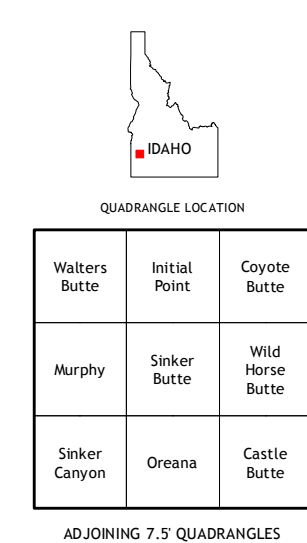 IDAHO
QUADRANGLE LOCATION
Walters
Butte
Initial
Point
Coyote
Butte
Murphy
Sinker
Butte
Wild
Horse
Butte
Sinker
Canyon
Oreana
Castle
Butte
ADJOINING 7.5' QUADRANGLES